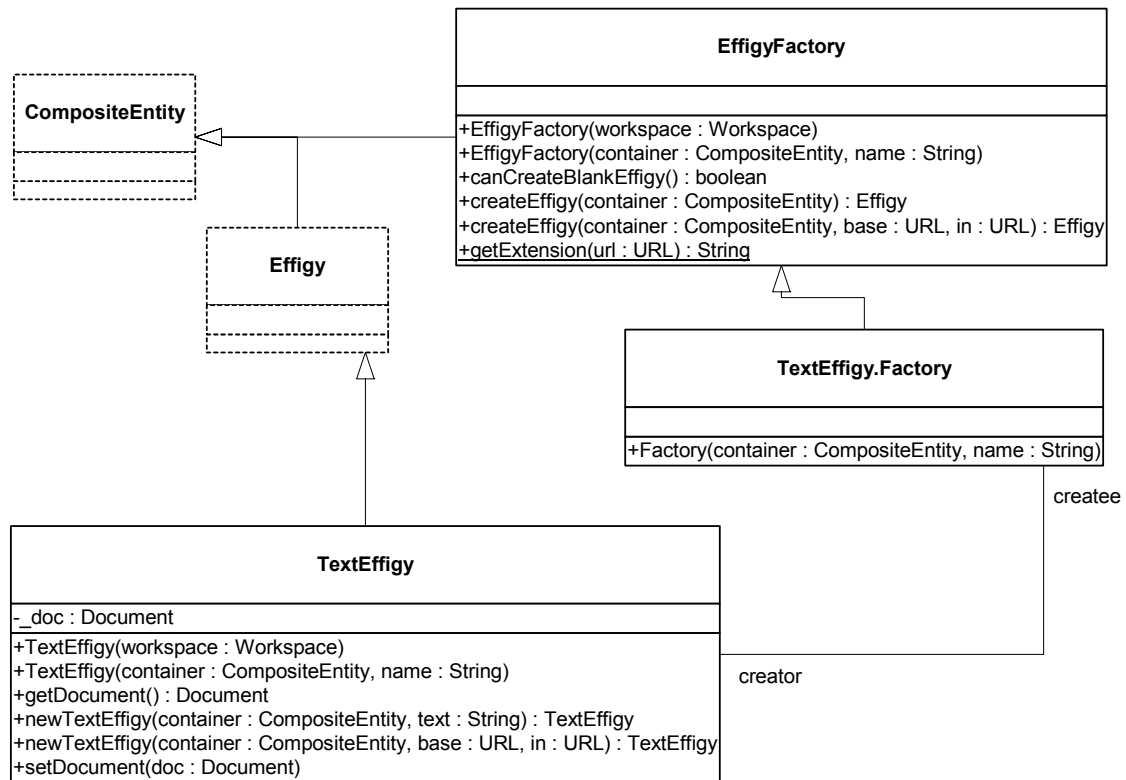 EffigyFactory
CompositeEntity
+EffigyFactory(workspace : Workspace)
+EffigyFactory(container : CompositeEntity, name : String)
+canCreateBlankEffigy() : boolean
+createEffigy(container : CompositeEntity) : Effigy
+createEffigy(container : CompositeEntity, base : URL, in : URL) : Effigy
+getExtension(url : URL) : String
Effigy
TextEffigy.Factory
+Factory(container : CompositeEntity, name : String)
createe
TextEffigy
-_doc : Document
+TextEffigy(workspace : Workspace)
+TextEffigy(container : CompositeEntity, name : String)
+getDocument() : Document
+newTextEffigy(container : CompositeEntity, text : String) : TextEffigy
+newTextEffigy(container : CompositeEntity, base : URL, in : URL) : TextEffigy
+setDocument(doc : Document)
creator